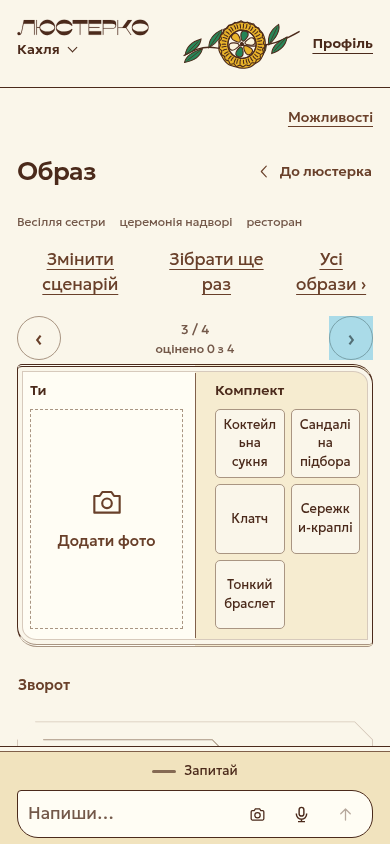 ЛЮСТЕРКО
Кахля
Профіль
Можливості
Образ
До люстерка
Весілля сестри церемонія надворі ресторан
Змінити сценарій
Зібрати ще раз
Усі образи ›
‹
3 / 4
оцінено 0 з 4
›
Ти
Додати фото
Комплект
Коктейл
ьна
сукня
Сандалі
на
підбора
Клатч
Сережк
и-краплі
Тонкий
браслет
Зворот
Запитай
Напиши…